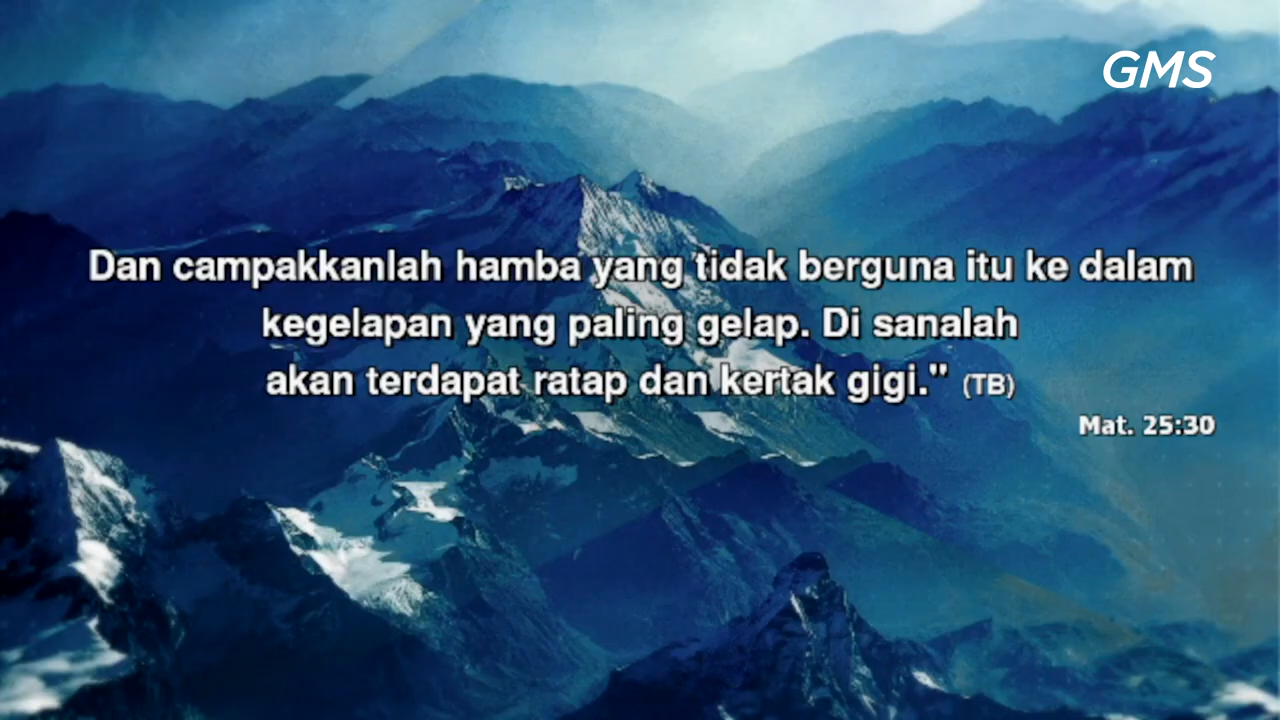 GMS
Dan campakkanlah hamba yang tidak berguna itu ke dalam
kegelapan yang paling gelap. Di sanalah
akan terdapat ratap dan kertak gigi." (TB)
Mat. 25:30